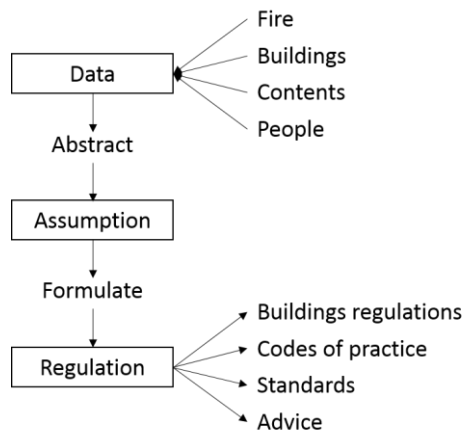 Fire
Buildings
Data
Contents
People
Abstract
Assumption
Formulate
Buildings regulations
Codes of practice
Regulation
Standards
Advice